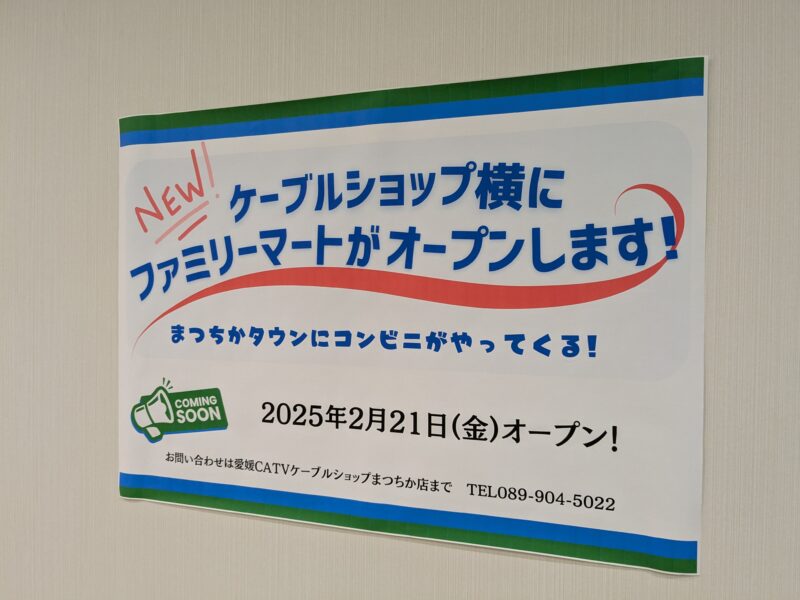 NEW!
ケーブルショップ横に
ファミリーマートがオープンします!
まつちかタウンにコンビニがやってくる!
COMING
SOON
2025年2月21日(金)オープン!
お問い合わせは愛媛CATVケーブルショップまつちか店まで TEL089-904-5022